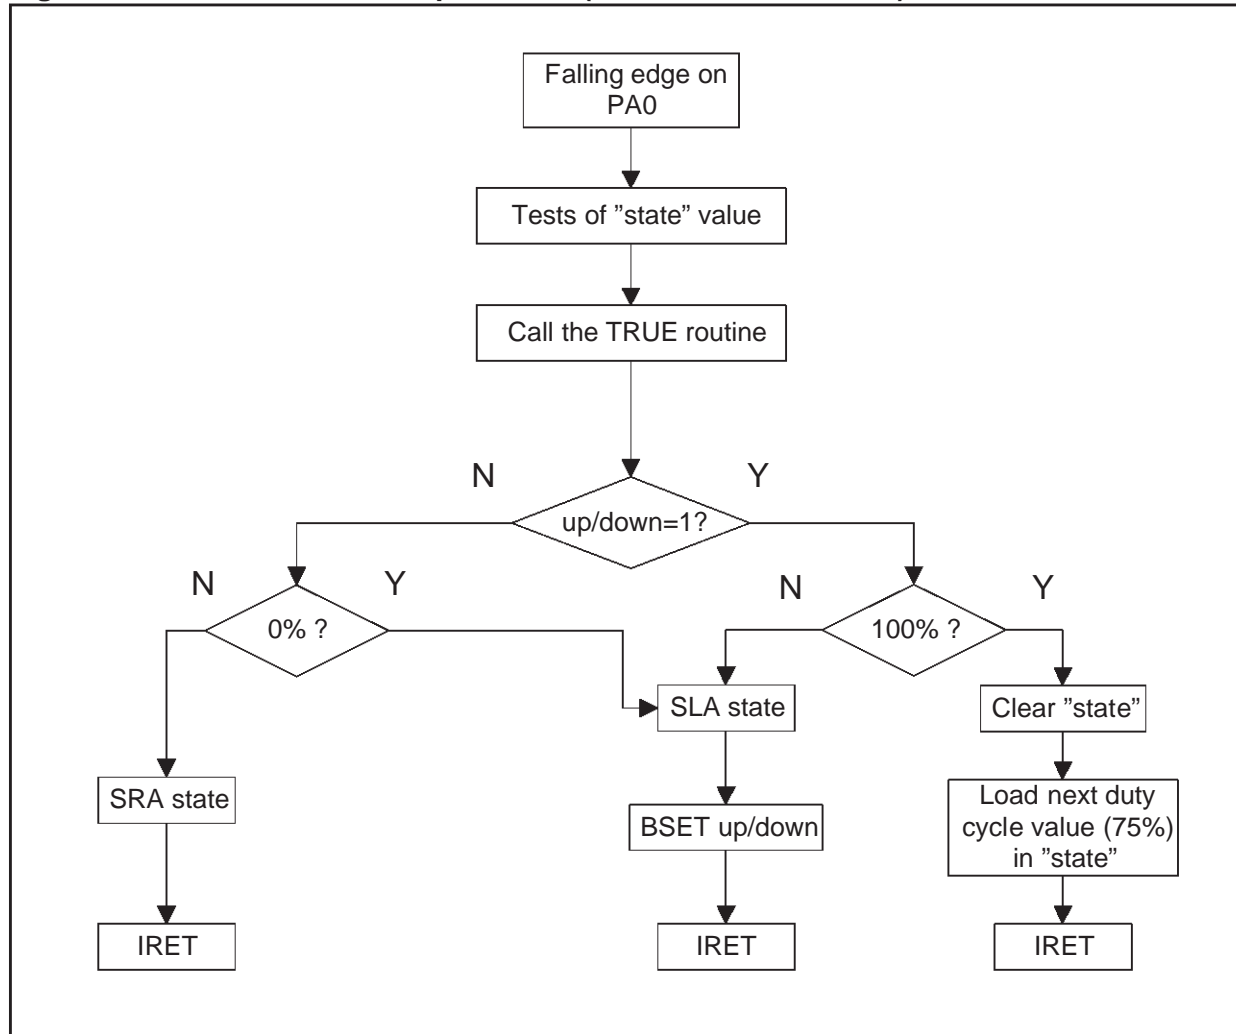 Falling edge on
PA0
Tests of ”state” value
Call the TRUE routine
N
Y
up/down=1?
N
Y
N
Y
0% ?
100% ?
SLA state
Clear ”state”
SRA state
BSET up/down
Load next duty
cycle value (75%)
in ”state”
IRET
IRET
IRET